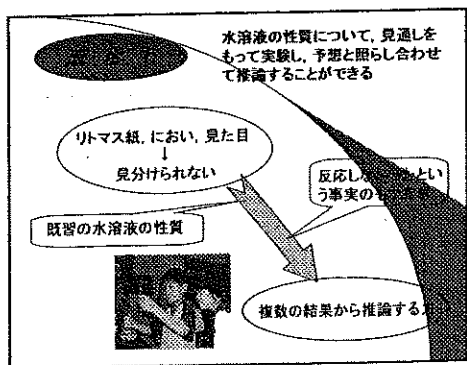 水溶液の性質について，見通しを
もって実験し，予想と照らし合わせ
て推論することができる
リトマス紙，におい，見た目
↓
見分けられない
反応し
とい
う事実の
既習の水溶液の性質
複数の結果から推論する